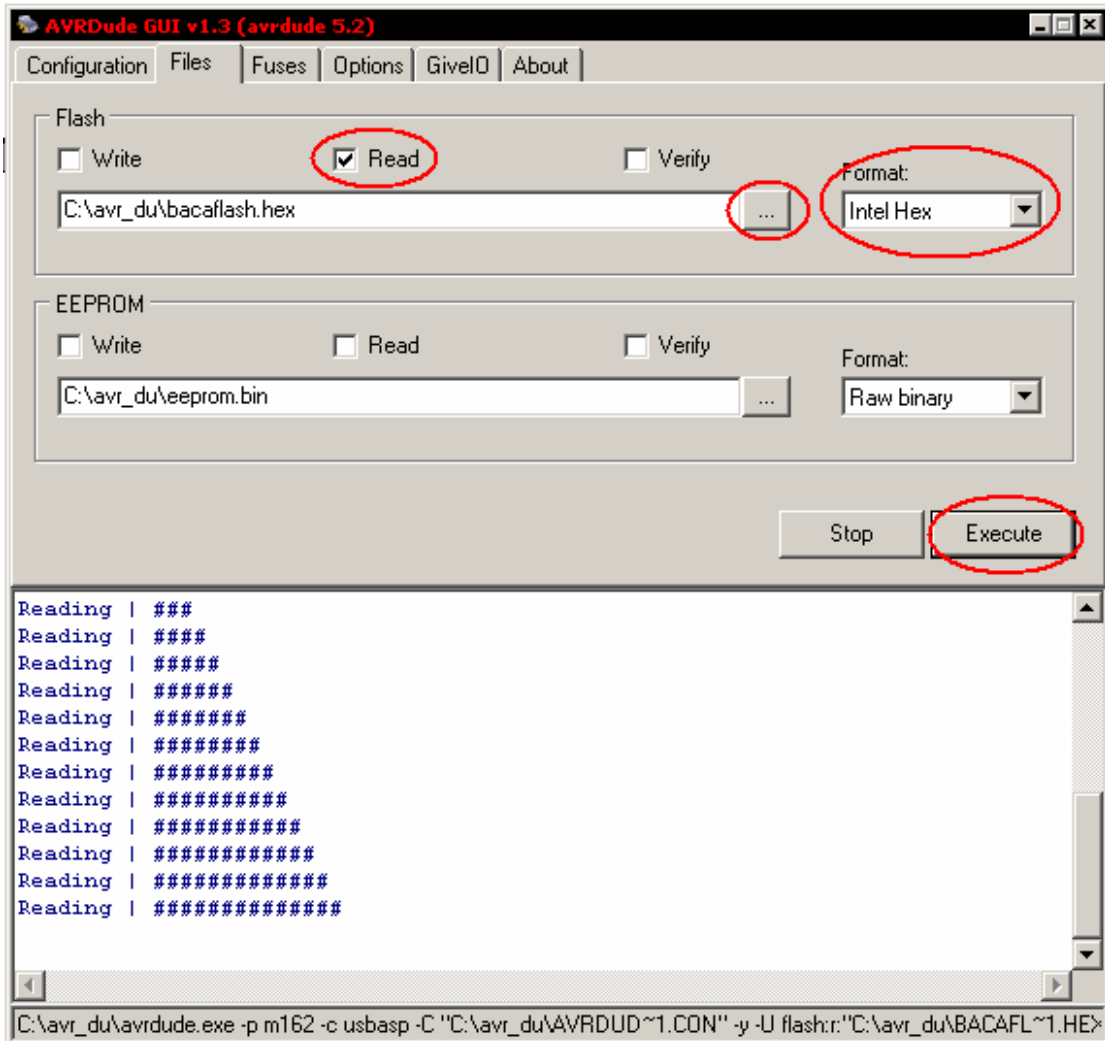 AVRDude GUI v1.3 (avrdude 5.2)
Configuration Files Fuses Options GiveIO About
Flash
Write Read Verify
Format:
C:\avr_du\bacaflash.hex ... Intel Hex
EEPROM
Write Read Verify
Format:
C:\avr_du\eeprom.bin ... Raw binary
Stop Execute
Reading | ###
Reading | ####
Reading | #####
Reading | ######
Reading | #######
Reading | ########
Reading | #########
Reading | ##########
Reading | ###########
Reading | ############
Reading | #############
Reading | ##############
C:\avr_du\avrdude.exe -p m162 -c usbasp -C "C:\avr_du\AVRDUD~1.CON" -y -U flash:r:"C:\avr_du\BACAFL~1.HEX